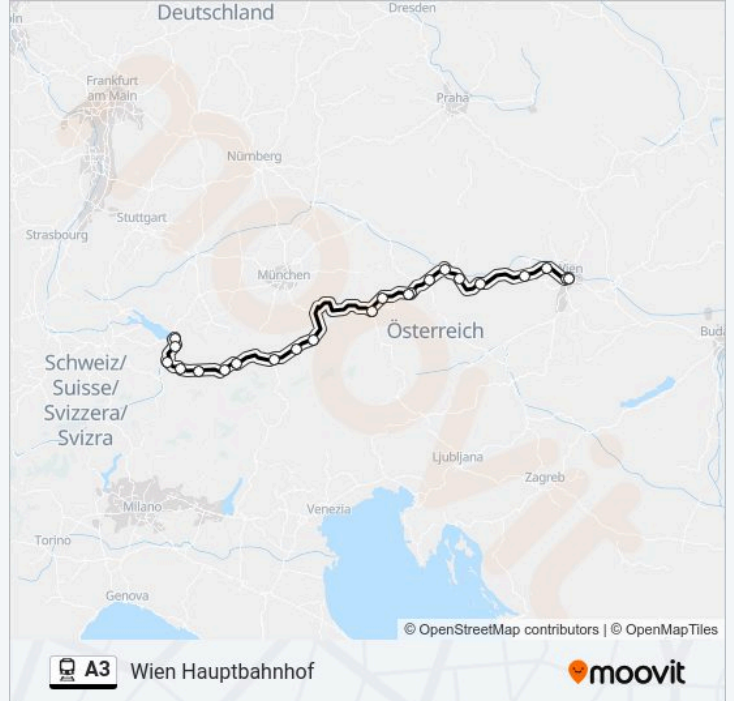 Deutschland
Dresden
Frankfurt
am Main
Praha
Nürnberg
Stuttgart
Strasbourg
München
Wien
Österreich
Schweiz/
Suisse/
Svizzera/
Svizra
Ljubljana
Zagreb
Milano
Venezia
Torino
Genova
moovit
© OpenStreetMap contributors | © OpenMapTiles
A3 Wien Hauptbahnhof
moovit